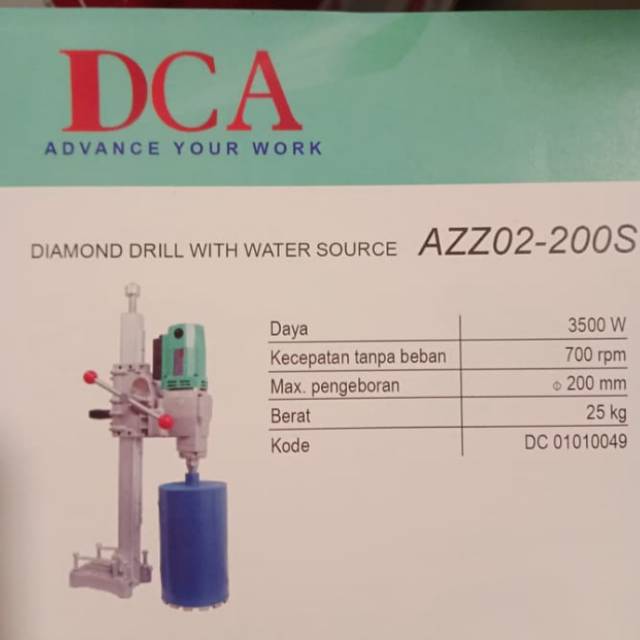 DCA
ADVANCE YOUR WORK
DIAMOND DRILL WITH WATER SOURCE AZZ02-200S
Daya 3500 W
Kecepatan tanpa beban 700 rpm
Max. pengeboran ⌽ 200 mm
Berat 25 kg
Kode DC 01010049